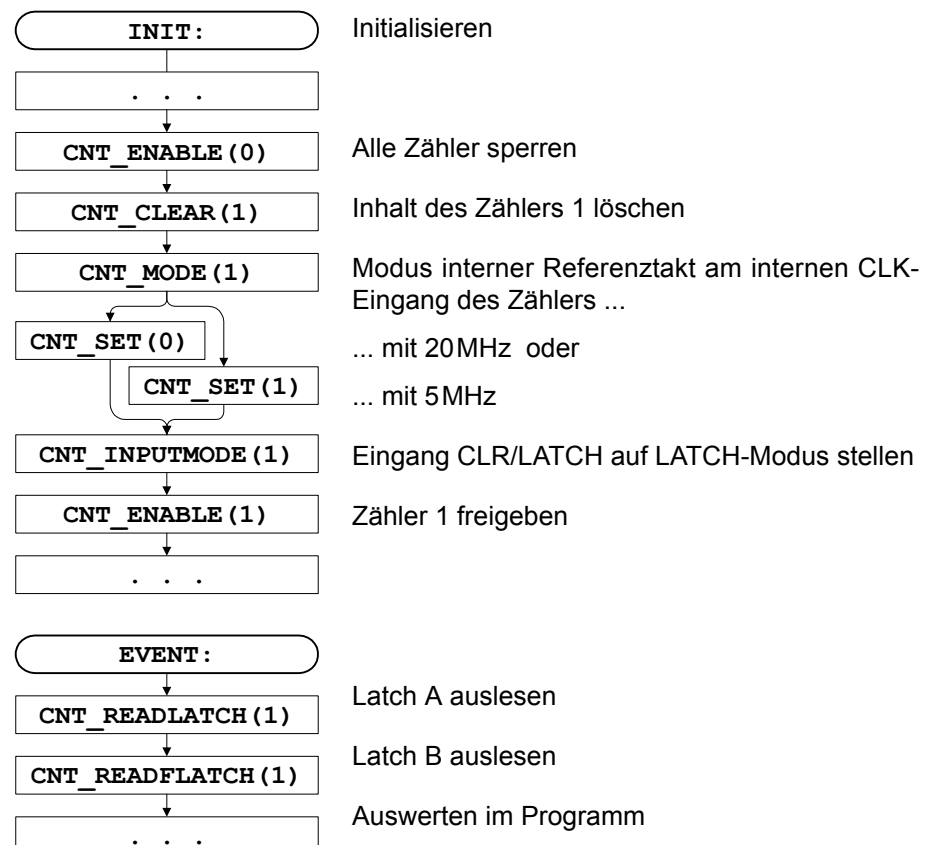 INIT:
Initialisieren
. . .
CNT_ENABLE(0)
Alle Zähler sperren
CNT_CLEAR(1)
Inhalt des Zählers 1 löschen
CNT_MODE(1)
Modus interner Referenztakt am internen CLK-
Eingang des Zählers ...
CNT_SET(0)
... mit 20MHz oder
CNT_SET(1)
... mit 5MHz
CNT_INPUTMODE(1)
Eingang CLR/LATCH auf LATCH-Modus stellen
CNT_ENABLE(1)
Zähler 1 freigeben
. . .
EVENT:
CNT_READLATCH(1)
Latch A auslesen
CNT_READFLATCH(1)
Latch B auslesen
. . .
Auswerten im Programm